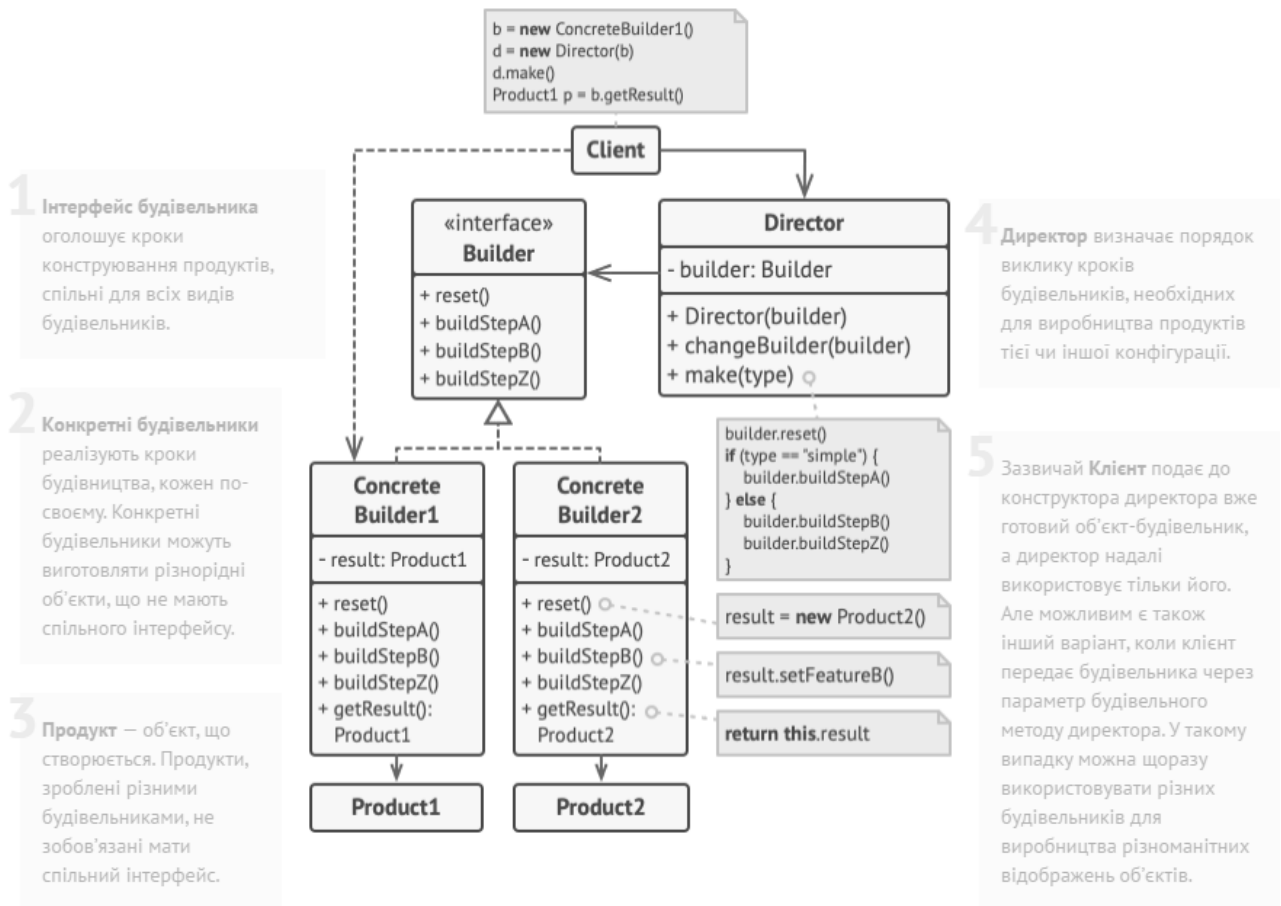 b = new ConcreteBuilder1()
d = new Director(b)
d.make()
Product1 p = b.getResult()
Client
1
Інтерфейс будівельника
оголошує кроки
конструювання продуктів,
спільні для всіх видів
будівельників.
2
Конкретні будівельники
реалізують кроки
будівництва, кожен по-
своєму. Конкретні
будівельники можуть
виготовляти різнорідні
об'єкти, що не мають
спільного інтерфейсу.
3
Продукт — об'єкт, що
створюється. Продукти,
зроблені різними
будівельниками, не
зобов'язані мати
спільний інтерфейс.
«interface»
Builder
+ reset()
+ buildStepA()
+ buildStepB()
+ buildStepZ()
Director
- builder: Builder
+ Director(builder)
+ changeBuilder(builder)
+ make(type)
builder.reset()
if (type == "simple") {
builder.buildStepA()
} else {
builder.buildStepB()
builder.buildStepZ()
}
Concrete
Builder1
- result: Product1
+ reset()
+ buildStepA()
+ buildStepB()
+ buildStepZ()
+ getResult():
Product1
Product1
Concrete
Builder2
- result: Product2
+ reset()
+ buildStepA()
+ buildStepB()
+ buildStepZ()
+ getResult():
Product2
Product2
result = new Product2()
result.setFeatureB()
return this.result
4
Директор визначає порядок
виклику кроків
будівельників, необхідних
для виробництва продуктів
тієї чи іншої конфігурації.
5
Зазвичай Клієнт подає до
конструктора директора вже
готовий об'єкт-будівельник,
а директор надалі
використовує тільки його.
Але можливим є також
інший варіант, коли клієнт
передає будівельника через
параметр будівельного
методу директора. У такому
випадку можна щоразу
використовувати різних
будівельників для
виробництва різноманітних
відображень об'єктів.